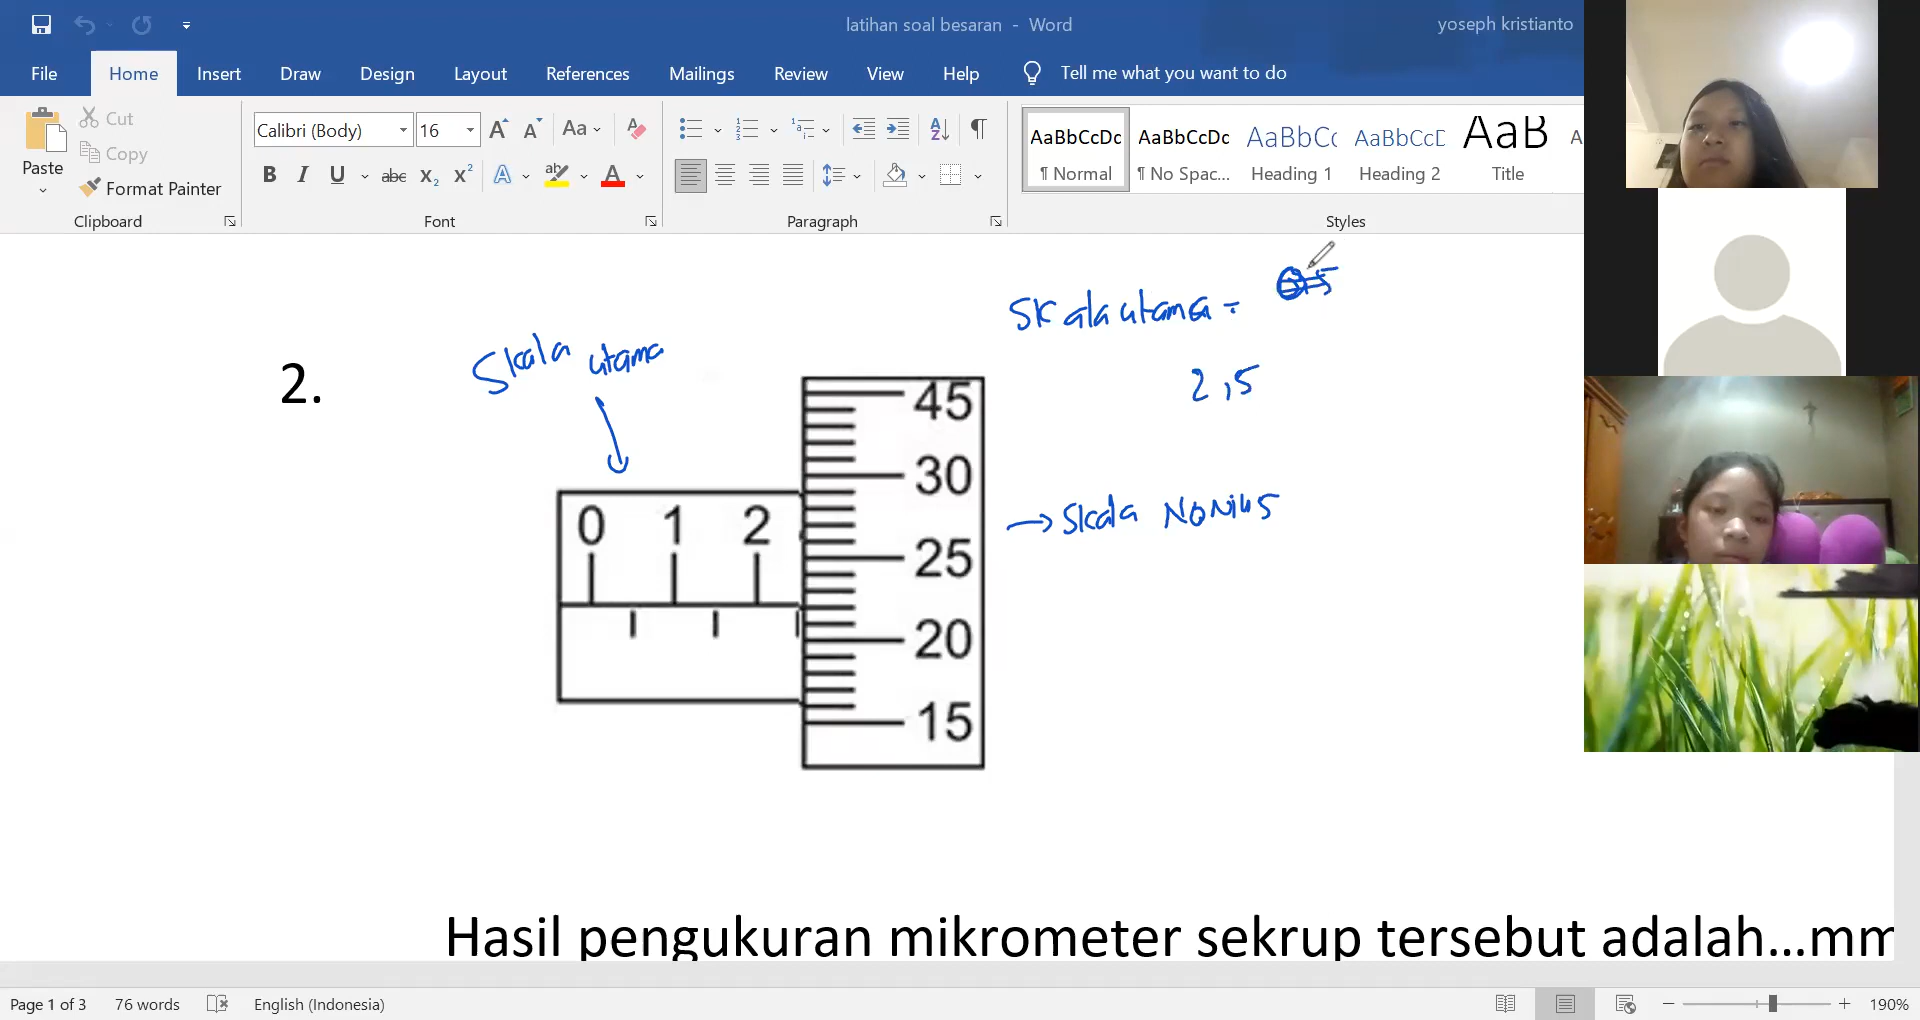 latihan soal besaran - Word
yoseph kristianto
File Home Insert Draw Design Layout References Mailings Review View Help Tell me what you want to do
Cut
Copy
Format Painter
Paste
Calibri (Body) 16
Clipboard
Font
Paragraph
AaBbCcDc AaBbCcDc AaBbCc AaBbCcD AaB
¶ Normal ¶ No Spac... Heading 1 Heading 2 Title
Styles
Skala utama =
2.
Skala utama
2,5
45
30
25
20
15
0 1 2
→ Skala Nonius
Hasil pengukuran mikrometer sekrup tersebut adalah...mm
Page 1 of 3 76 words English (Indonesia) 190%